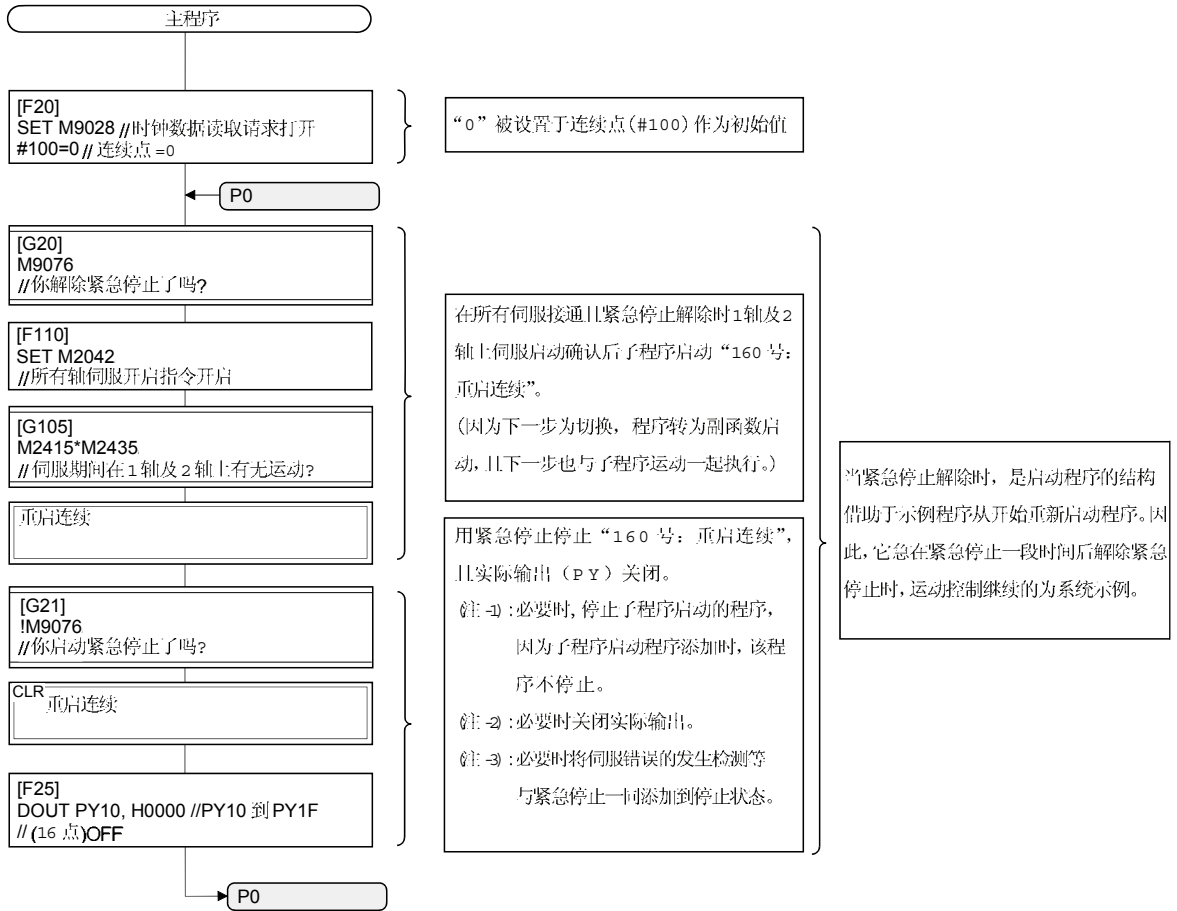 主程序
[F20]
SET M9028 //时钟数据读取请求打开
#100=0 // 连续点 =0
“0”被设置于连续点(#100)作为初始值
P0
[G20]
M9076
//你解除紧急停止了吗?
[F110]
SET M2042
//所有轴伺服开启指令开启
[G105]
M2415*M2435
//伺服期间在1轴及2轴上有无运动?
重启连续
在所有伺服接通且紧急停止解除时1轴及2
轴上伺服启动确认后子程序启动“160 号:
重启连续”。
(因为下一步为切换, 程序转为副函数启
动,且下一步也与子程序运动一起执行。)
[G21]
!M9076
//你启动紧急停止了吗?
CLR
重启连续
[F25]
DOUT PY10, H0000 //PY10 到 PY1F
// (16 点)OFF
用紧急停止停止“160 号: 重启连续”,
且实际输出 (PY) 关闭。
(注 -1) :必要时, 停止子程序启动的程序,
因为子程序启动程序添加时, 该程
序不停止。
(注 -2) :必要时关闭实际输出。
(注 -3) :必要时将伺服错误的发生检测等
与紧急停止一同添加到停止状态。
当紧急停止解除时, 是启动程序的结构
借助于示例程序从开始重新启动程序。因
此, 它急在紧急停止一段时间后解除紧急
停止时, 运动控制继续的为系统示例。
P0